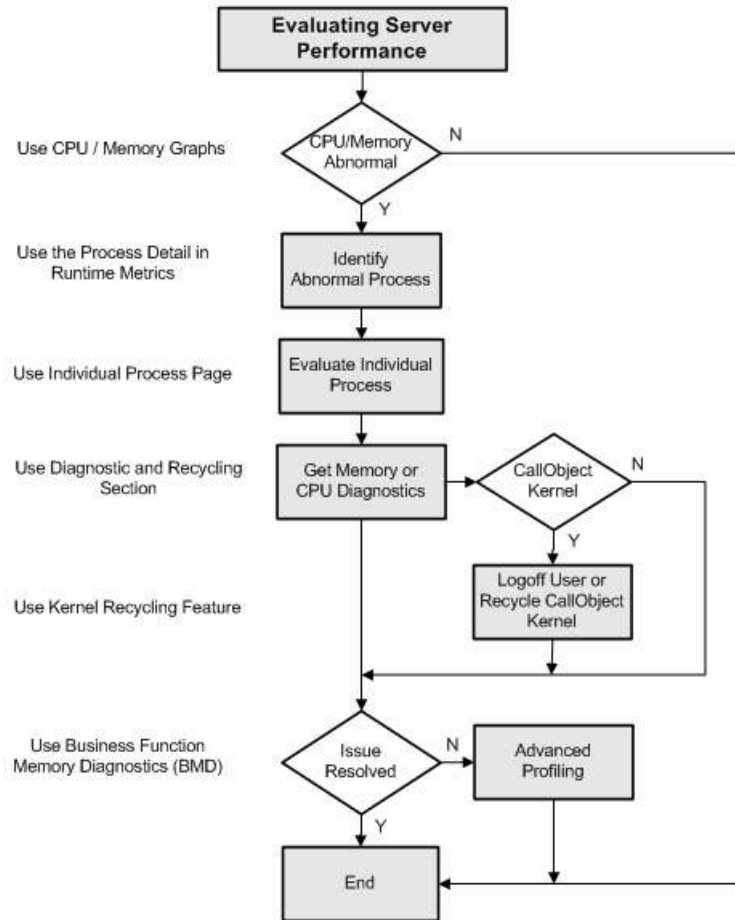 Evaluating Server
Performance
Use CPU / Memory Graphs
CPU/Memory
Abnormal
N
Y
Use the Process Detail in
Runtime Metrics
Identify
Abnormal Process
Use Individual Process Page
Evaluate Individual
Process
Use Diagnostic and Recycling
Section
Get Memory or
CPU Diagnostics
CallObject
Kernel
N
Y
Use Kernel Recycling Feature
Logoff User or
Recycle CallObject
Kernel
Use Business Function
Memory Diagnostics (BMD)
Issue
Resolved
N
Advanced
Profiling
Y
End